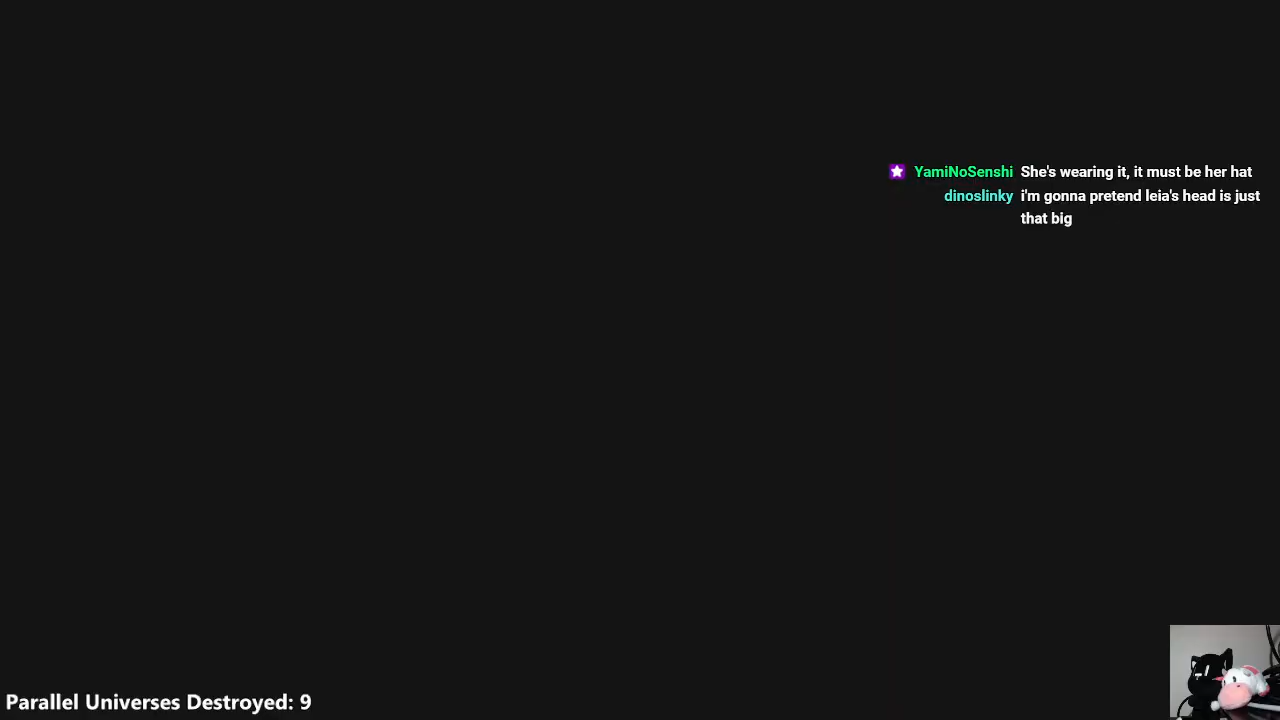 YamiNoSenshi She's wearing it, it must be her hat
dinoslinky i'm gonna pretend leia's head is just
that big
Parallel Universes Destroyed: 9